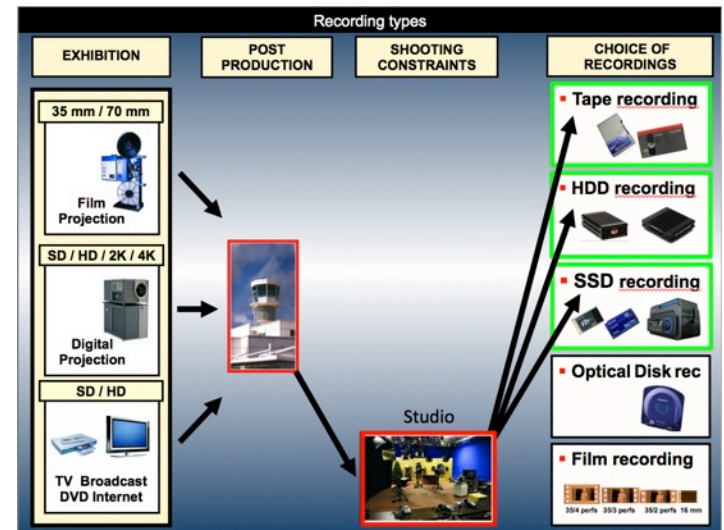 Recording types
EXHIBITION
POST
PRODUCTION
SHOOTING
CONSTRAINTS
CHOICE OF
RECORDINGS
35 mm / 70 mm
Film
Projection
SD / HD / 2K / 4K
Digital
Projection
SD / HD
TV Broadcast
DVD Internet
Studio
▪ Tape recording
▪ HDD recording
▪ SSD recording
▪ Optical Disk rec
▪ Film recording
35/4 perfs 35/3 perfs 35/2 perfs 16 mm